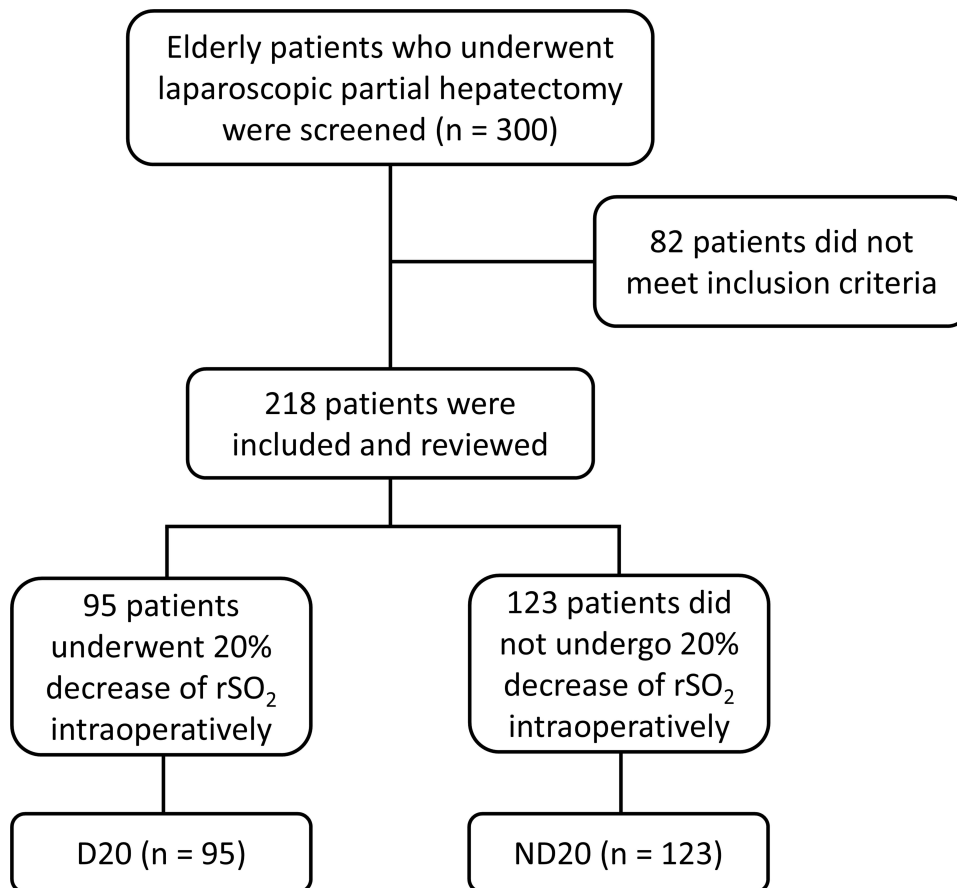 Elderly patients who underwent
laparoscopic partial hepatectomy
were screened (n = 300)
82 patients did not
meet inclusion criteria
218 patients were
included and reviewed
95 patients
underwent 20%
decrease of rSO₂
intraoperatively
123 patients did
not undergo 20%
decrease of rSO₂
intraoperatively
D20 (n = 95)
ND20 (n = 123)